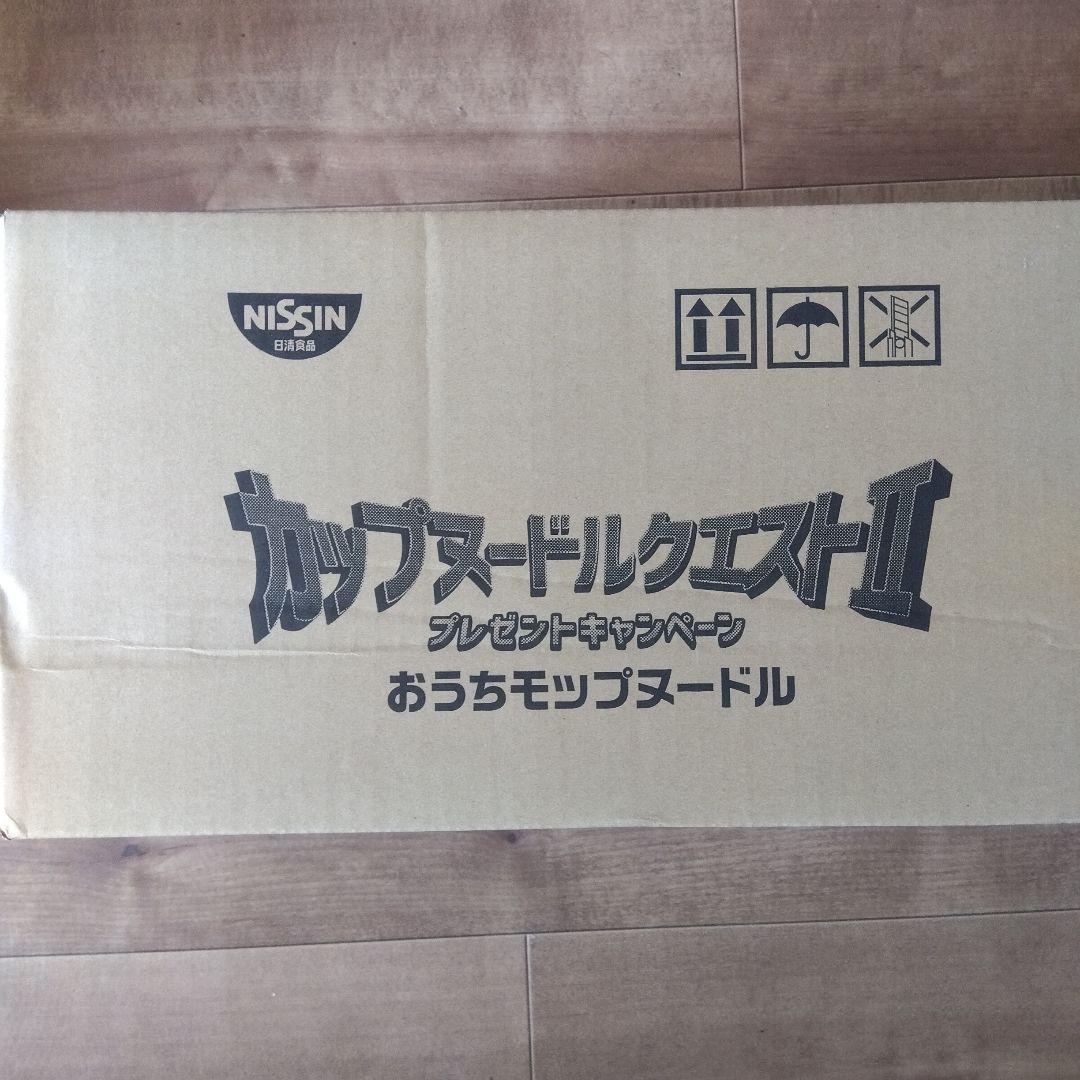 NISSIN
日清食品
カップヌードルクエストII
プレゼントキャンペーン
おうちモップヌードル